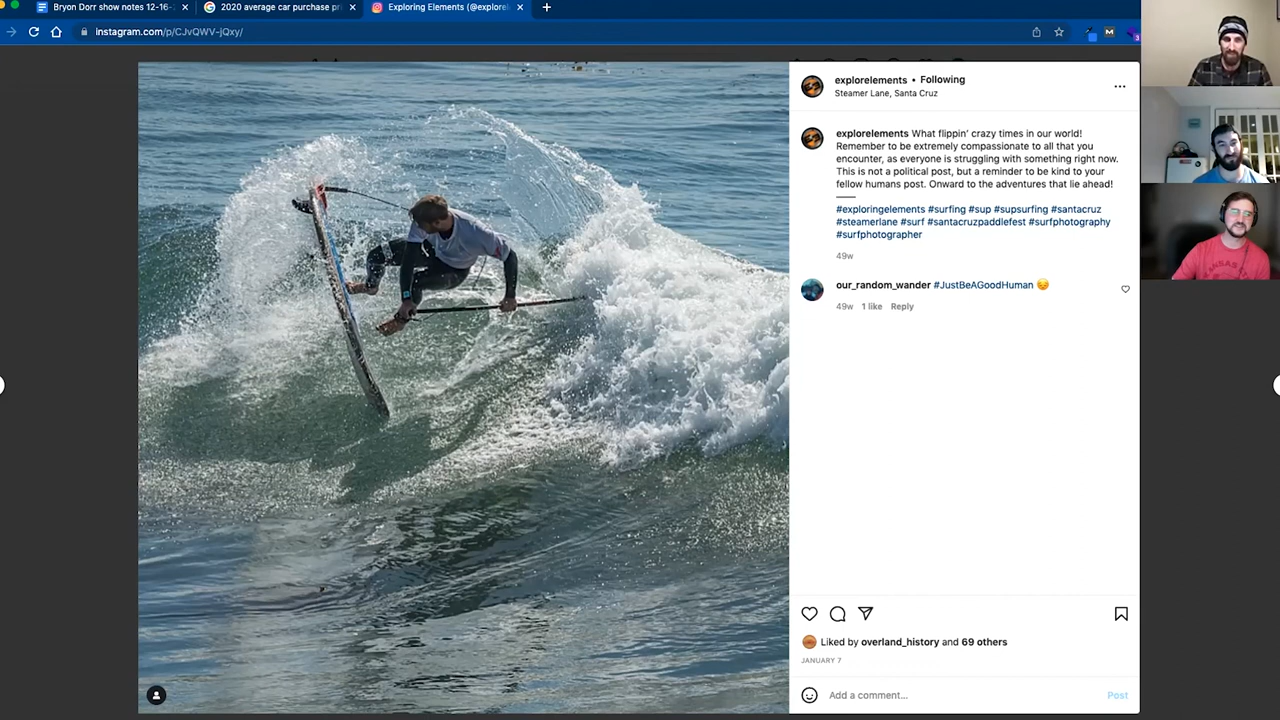 Bryon Dorr show notes 12-16-
2020 average car purchase pri
Exploring Elements (@explorel
instagram.com/p/CJvQWV-jQxy/
M
3
explorelements • Following
Steamer Lane, Santa Cruz
explorelements What flippin' crazy times in our world!
Remember to be extremely compassionate to all that you
encounter, as everyone is struggling with something right now.
This is not a political post, but a reminder to be kind to your
fellow humans post. Onward to the adventures that lie ahead!
#exploringelements #surfing #sup #supsurfing #santacruz
#steamerlane #surf #santacruzpaddlefest #surfphotography
#surfphotographer
49w
our_random_wander #JustBeAGoodHuman 😔
49w 1 like Reply
Liked by overland_history and 69 others
JANUARY 7
Add a comment...
Post
KANSAS C